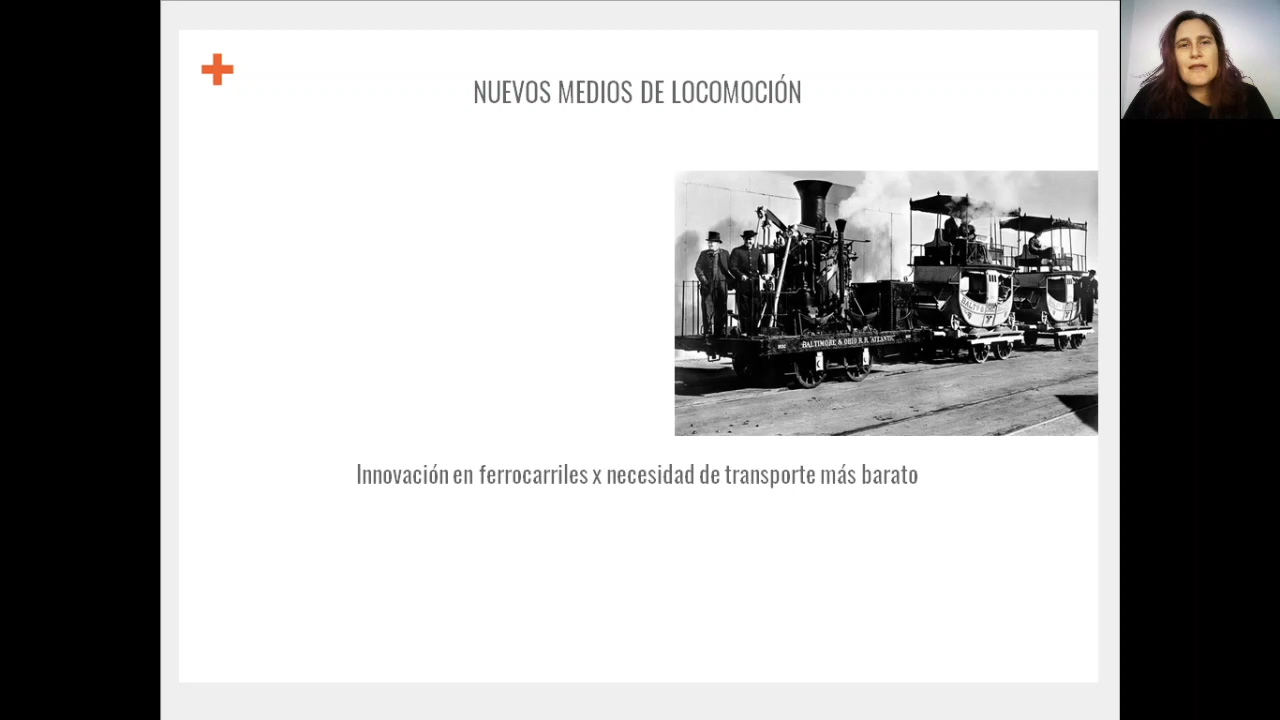 NUEVOS MEDIOS DE LOCOMOCIÓN
BALTIMORE & OHIO R.R. "ATLANTIC"
Innovación en ferrocarriles x necesidad de transporte más barato